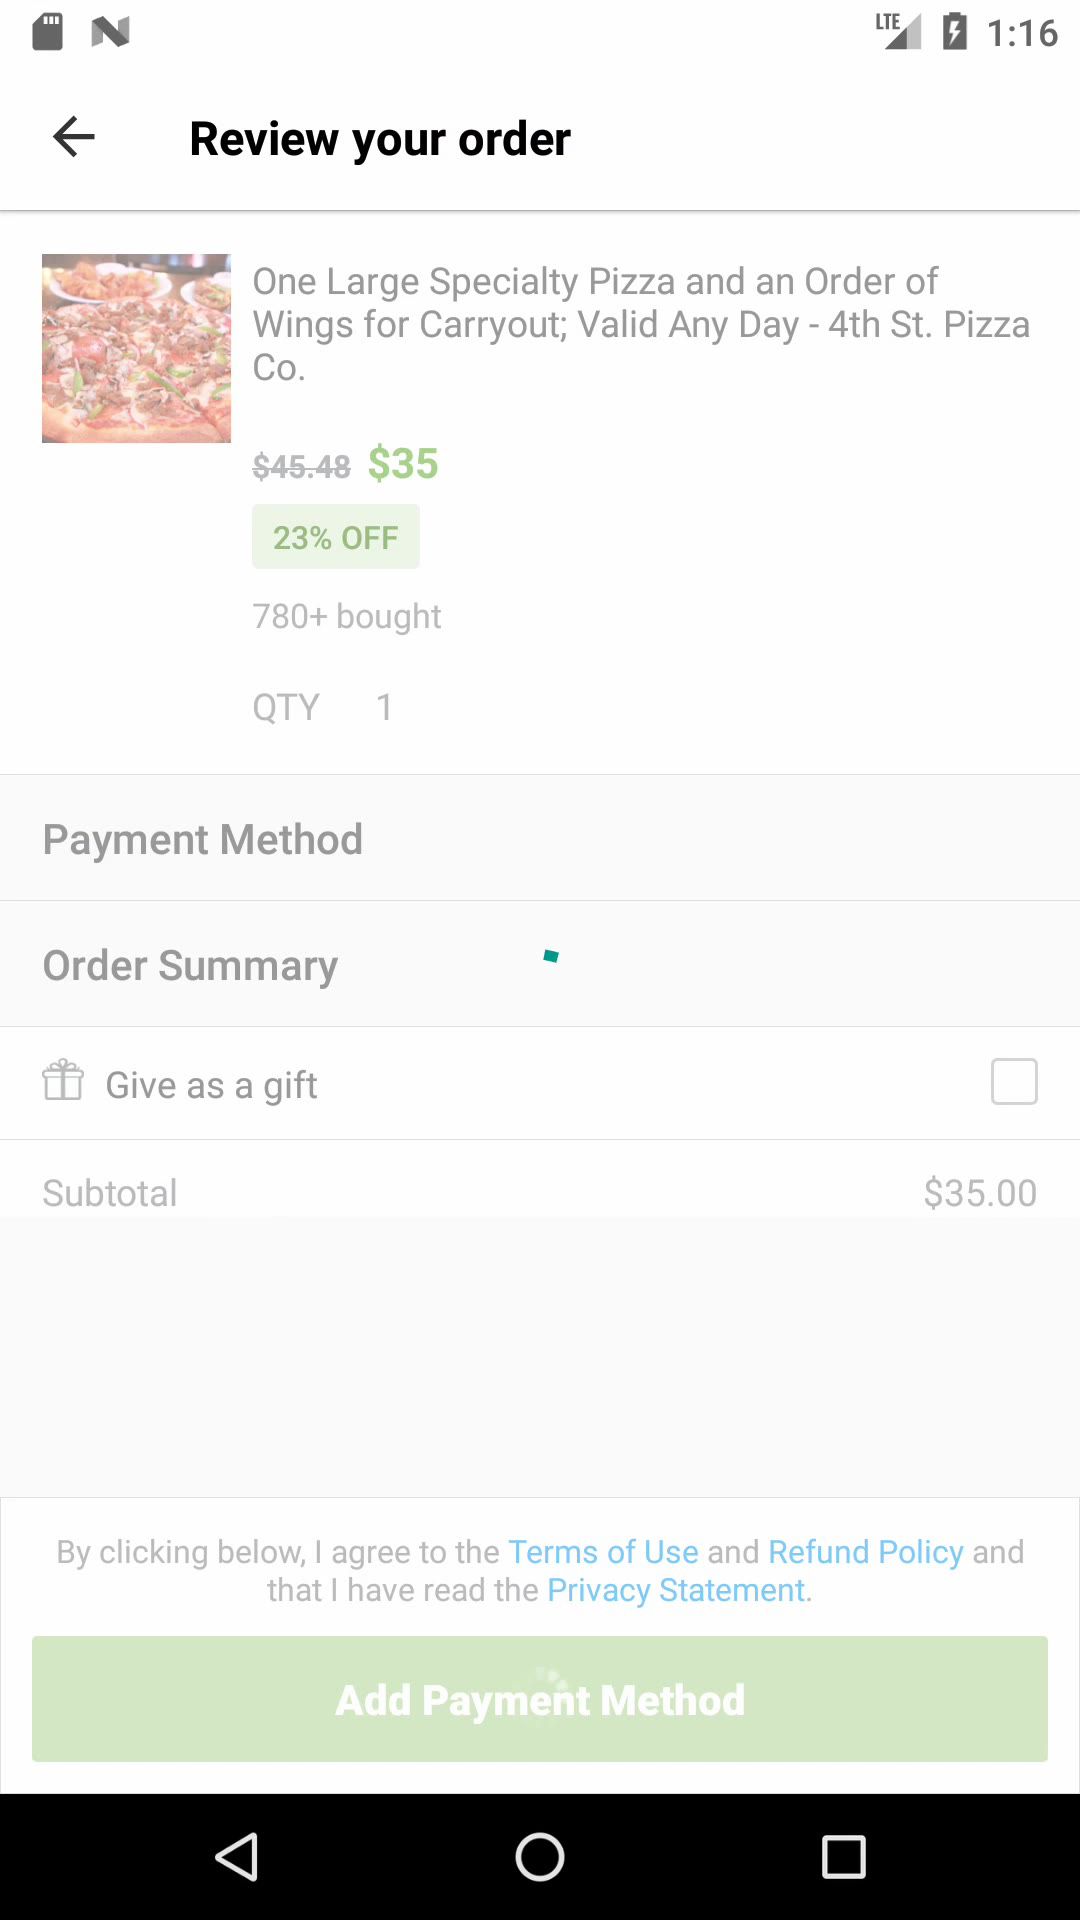 LTE 1:16
Review your order
One Large Specialty Pizza and an Order of
Wings for Carryout; Valid Any Day - 4th St. Pizza
Co.
$45.48 $35
23% OFF
780+ bought
QTY 1
Payment Method
Order Summary
Give as a gift
Subtotal $35.00
By clicking below, I agree to the Terms of Use and Refund Policy and
that I have read the Privacy Statement.
Add Payment Method